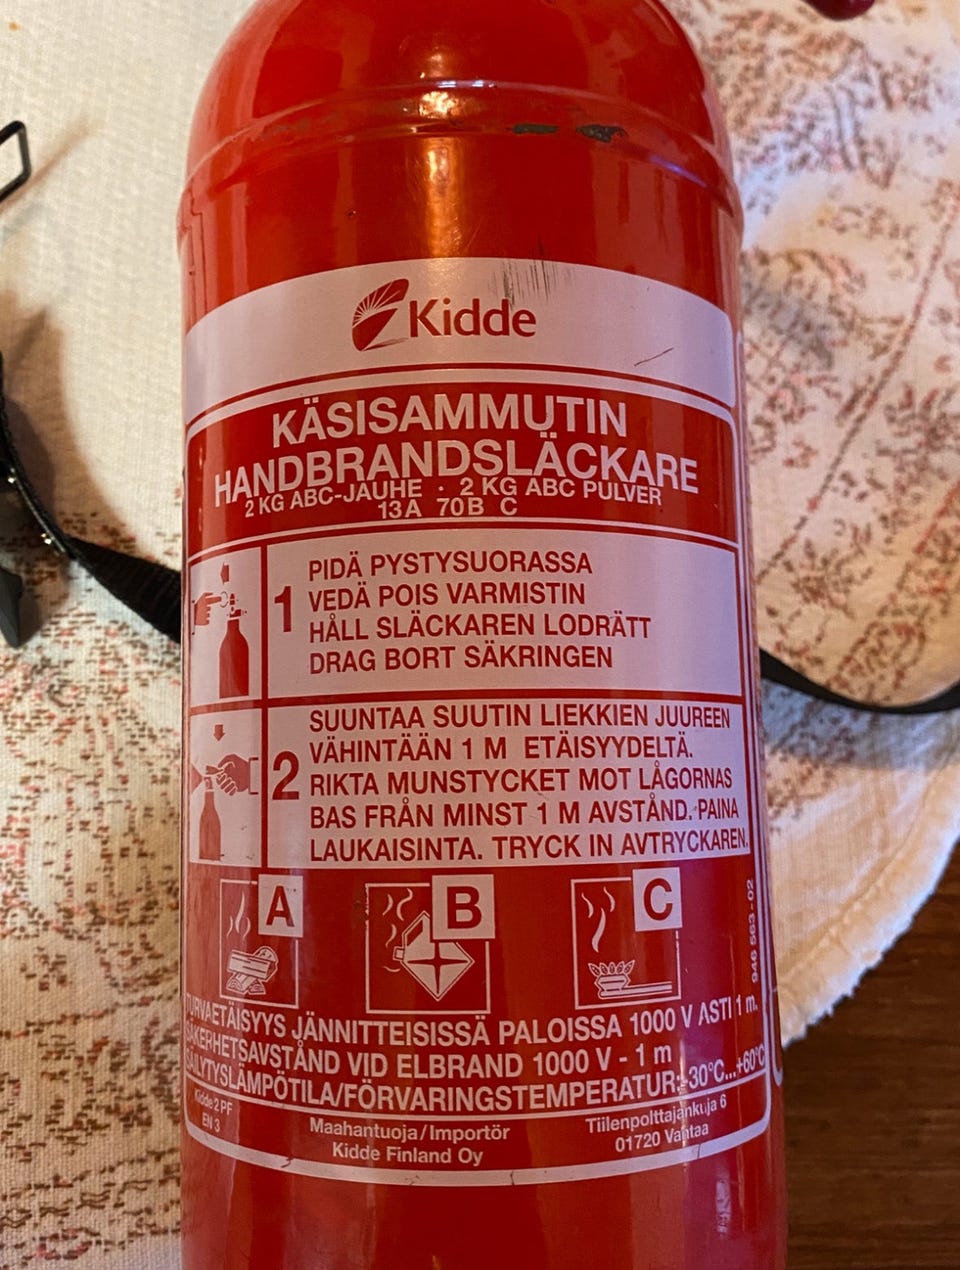 Kidde
KÄSISAMMUTIN
HANDBRANDSLÄCKARE
2 KG ABC-JAUHE · 2 KG ABC PULVER
13A 70B C
1
PIDÄ PYSTYSUORASSA
VEDÄ POIS VARMISTIN
HÅLL SLÄCKAREN LODRÄTT
DRAG BORT SÄKRINGEN
2
SUUNTAA SUUTIN LIEKKIEN JUUREEN
VÄHINTÄÄN 1 M ETÄISYYDELTÄ.
RIKTA MUNSTYCKET MOT LÅGORNAS
BAS FRÅN MINST 1 M AVSTÅND. PAINA
LAUKAISINTA. TRYCK IN AVTRYCKAREN.
A B C
946 563-02
TURVAETÄISYYS JÄNNITTEISISSÄ PALOISSA 1000 V ASTI 1 m.
SÄKERHETSAVSTÅND VID ELBRAND 1000 V - 1 m
SÄILYTYSLÄMPÖTILA/FÖRVARINGSTEMPERATUR:-30°C...+60°C
Kidde 2 PF
EN 3
Maahantuoja/Importör
Kidde Finland Oy
Tiilenpolttajankuja 6
01720 Vantaa